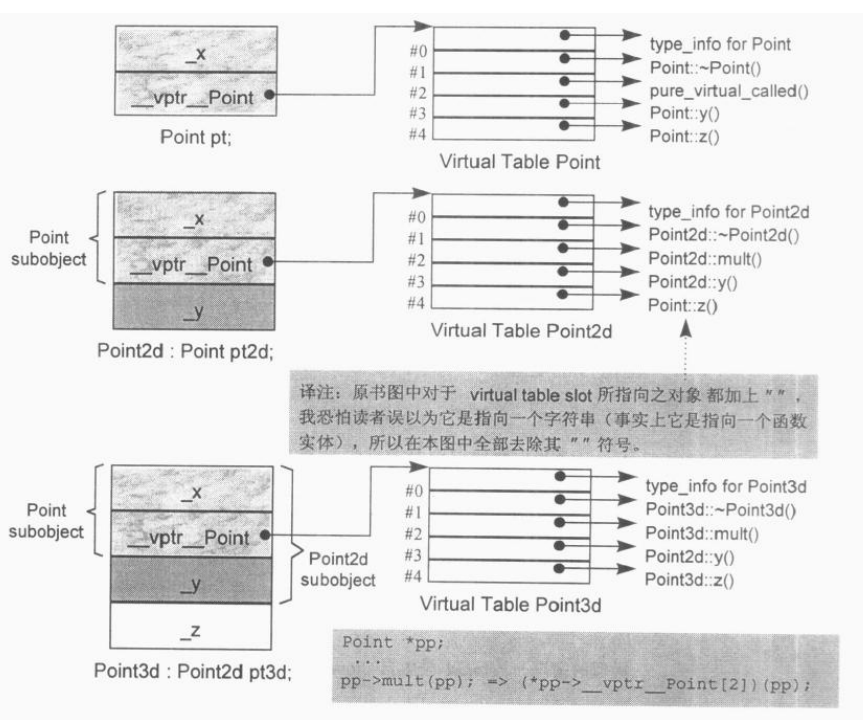 _x
__vptr__Point
Point pt;
#0
#1
#2
#3
#4
type_info for Point
Point::~Point()
pure_virtual_called()
Point::y()
Point::z()
Virtual Table Point
Point
subobject
_x
__vptr__Point
_y
Point2d : Point pt2d;
#0
#1
#2
#3
#4
type_info for Point2d
Point2d::~Point2d()
Point2d::mult()
Point2d::y()
Point::z()
Virtual Table Point2d
译注：原书图中对于 virtual table slot 所指向之对象 都加上 " "，
我恐怕读者误以为它是指向一个字符串（事实上它是指向一个函数
实体），所以在本图中全部去除其 " " 符号。
Point
subobject
_x
__vptr__Point
_y
_z
Point2d
subobject
Point3d : Point2d pt3d;
#0
#1
#2
#3
#4
type_info for Point3d
Point3d::~Point3d()
Point3d::mult()
Point2d::y()
Point3d::z()
Virtual Table Point3d
Point *pp;
...
pp->mult(pp); => (*pp->__vptr__Point[2])(pp);